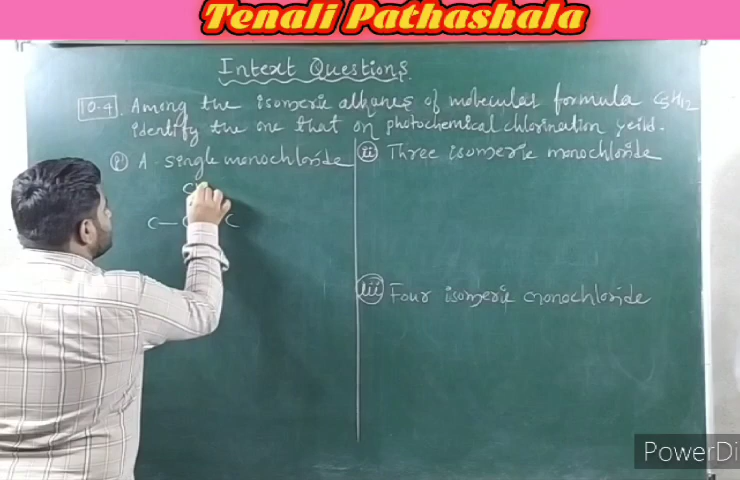 Tenali Pathashala
Intext Questions
10.4. Among the isomeric alkanes of molecular formula C5H12
identify the one that on photochemical chlorination yeild.
(i) A single monochloride
(ii) Three isomeric monochloride
C—
C
(iii) Four isomeric monochloride
PowerDi